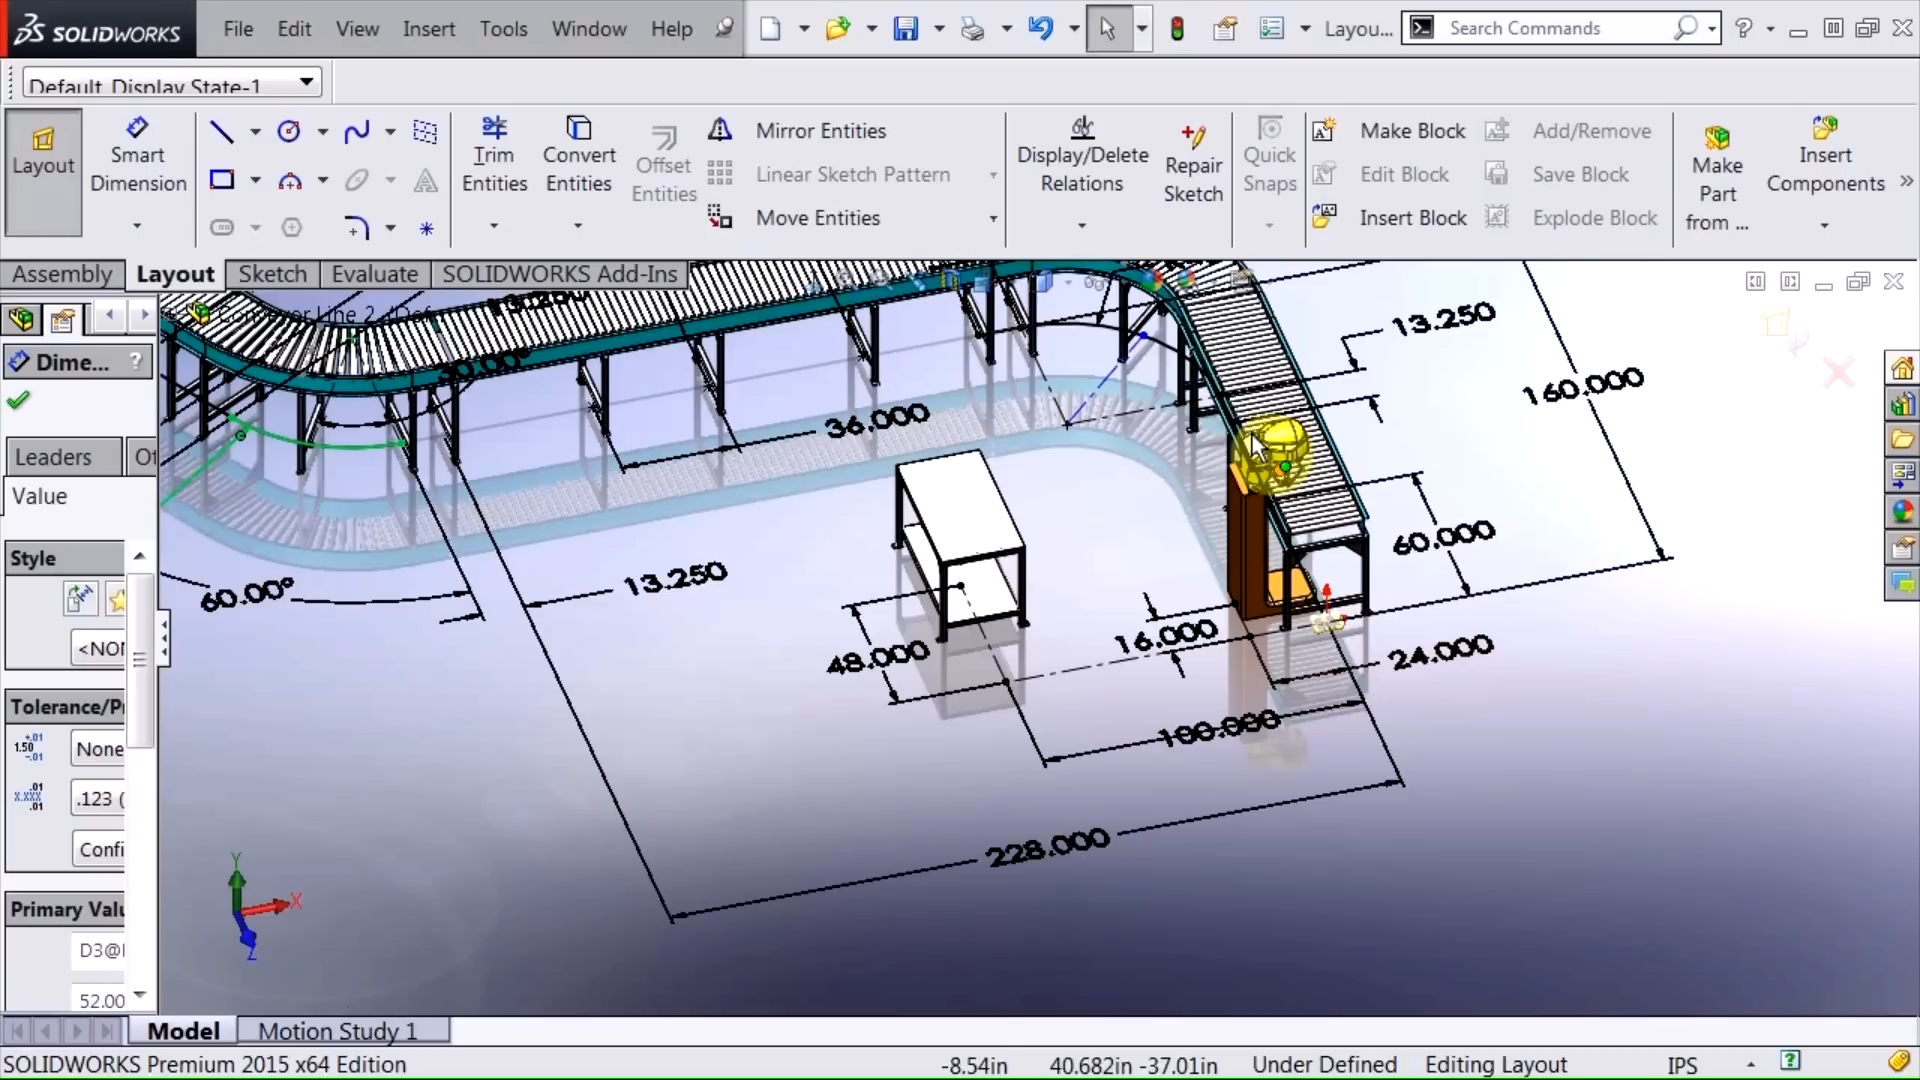 SOLIDWORKS File Edit View Insert Tools Window Help Layou... Search Commands ?
Default_Display State-1
Layout
Smart Dimension
Trim Entities
Convert Entities
Offset Entities
Mirror Entities
Linear Sketch Pattern
Move Entities
Display/Delete Relations
Repair Sketch
Quick Snaps
Make Block
Edit Block
Insert Block
Add/Remove
Save Block
Explode Block
Make Part from ...
Insert Components
Assembly Layout Sketch Evaluate SOLIDWORKS Add-Ins
Dime... ?
Leaders Ot
Value
Style
<NON
Tolerance/Pr
None
.123 (
Confi
Primary Valu
D3@
52.00
13.250
13.250
160.000
36.000
60.000
13.250
60.00°
48.000
16.000
24.000
100.000
228.000
Y
X
Z
Model Motion Study 1
SOLIDWORKS Premium 2015 x64 Edition -8.54in 40.682in -37.01in Under Defined Editing Layout IPS